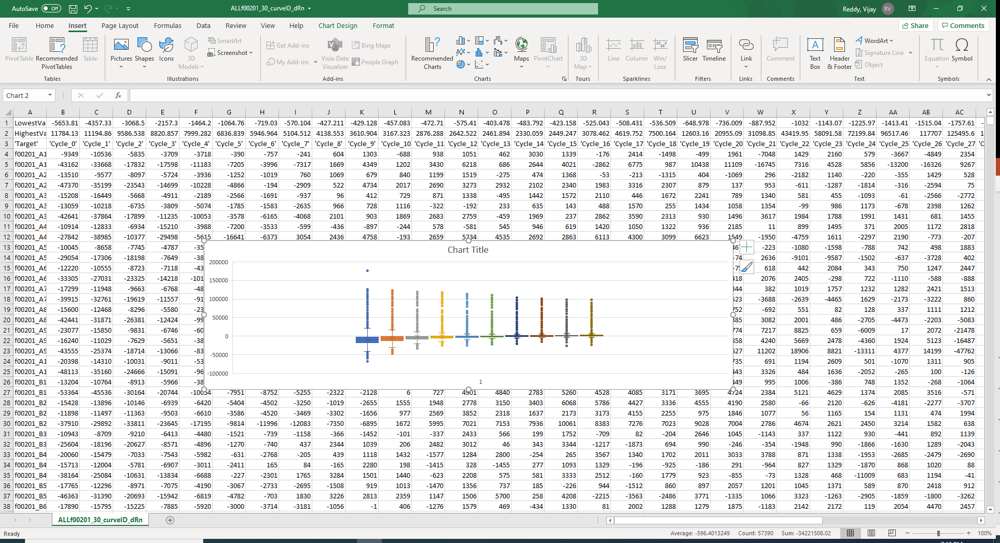 AutoSave Off ALLf00201_30_curveID_dRn Search Reddy, Vijay RV
File Home Insert Page Layout Formulas Data Review View Help Chart Design Format Share Comments
PivotTable Recommended PivotTables Table Pictures Shapes Icons 3D Models SmartArt Screenshot Get Add-ins My Add-ins Visio Data Visualizer Bing Maps People Graph Recommended Charts Maps PivotChart 3D Map Line Column Win/Loss Slicer Timeline Link Comment Text Box Header & Footer WordArt Signature Line Object Equation Symbol
Tables Illustrations Add-ins Charts Tours Sparklines Filters Links Comments Text Symbols
Chart 2 fx
A B C D E F G H I J K L M N O P Q R S T U V W X Y Z AA AB AC
1 LowestVa -5653.81 -4357.33 -3068.5 -2157.3 -1464.2 -1064.76 -719.03 -570.104 -427.211 -429.128 -457.083 -472.71 -575.41 -403.478 -483.792 -423.158 -525.043 -508.431 -536.509 -648.978 -736.009 -887.952 -1032 -1143.07 -1225.97 -1413.41 -1515.04 -1757.61 -
2 HighestVa 11784.13 11194.86 9586.538 8820.857 7999.282 6836.839 5946.964 5104.512 4138.553 3610.904 3167.323 2876.288 2642.522 2461.894 2330.059 2449.247 3078.462 4619.752 7500.164 12603.16 20955.09 31098.85 43419.95 58091.58 72199.84 96517.46 117707 125495.6 1
3 'Target' 'Cycle_0' 'Cycle_1' 'Cycle_2' 'Cycle_3' 'Cycle_4' 'Cycle_5' 'Cycle_6' 'Cycle_7' 'Cycle_8' 'Cycle_9' 'Cycle_10 'Cycle_11 'Cycle_12 'Cycle_13 'Cycle_14 'Cycle_15 'Cycle_16 'Cycle_17 'Cycle_18 'Cycle_19 'Cycle_20 'Cycle_21 'Cycle_22 'Cycle_23 'Cycle_24 'Cycle_25 'Cycle_26 'Cycle_27 'C
4 f00201_A1 -9349 -10536 -5835 -3709 -3718 -390 -757 -241 604 1303 -688 938 1051 462 3030 1339 -176 2414 -1498 -499 1961 -7048 1429 2160 579 -3667 -4849 2354
5 f00201_A1 -43162 -33668 -17832 -17598 -11183 -7205 -3996 -7317 1669 4349 1202 3430 6218 686 2644 4021 -2862 6775 987 10438 11109 -16745 7316 4528 5856 -13200 -16326 9267
6 f00201_A2 -13510 -9577 -8097 -5724 -3936 -1252 -1019 760 1069 679 840 1199 1519 -275 474 1368 -53 -213 -1315 404 -1069 296 -2182 1140 -220 -355 1429 528
7 f00201_A2 -47370 -35199 -23543 -14699 -10228 -4866 -194 -2909 522 4734 2017 2690 3273 2932 2102 2340 1983 3316 2307 879 137 953 -611 -1287 -1814 -316 -2594 75
8 f00201_A3 -15208 -16449 -5668 -4911 -2189 -2566 -1691 -937 96 412 729 871 1338 -495 1442 1572 2110 446 1672 2241 789 1340 581 455 -1093 -61 -2566 -2772
9 f00201_A3 -13059 -10218 -6735 -3809 -5074 -1785 -1583 -2635 966 728 1116 -322 -192 233 635 143 488 1570 255 1434 1058 1354 -99 986 1173 -678 2398 1262
10 f00201_A3 -42641 -37864 -17899 -11235 -10053 -3578 -6165 -4068 2101 903 1869 2683 2759 -459 1969 237 2862 3590 2313 930 1496 3617 1984 1788 1991 1431 681 1455
11 f00201_A4 -10914 -12833 -6934 -15210 -3988 -7200 -3533 -599 -436 -897 -244 578 -581 545 946 619 1420 1050 1322 936 2185 11 899 1495 371 2005 1172 2818
12 f00201_A4 -27842 -38985 -10377 -29498 -5615 -16641 -6373 3054 2436 4758 -193 2659 5234 4535 2692 2863 6113 4300 3099 6623 1549 -1950 -4759 1611 -2297 2190 -773 -207
13 f00201_A5 -10045 -8658 -7745 -4787 -35 -223 -1080 -1598 -788 742 498 1883
14 f00201_A5 -29054 -17306 -18198 -7649 -38 2636 -9101 -9587 -1502 -637 -3728 402
15 f00201_A6 -12220 -10555 -8723 -7118 -43 618 442 2084 343 750 1247 2447
16 f00201_A6 -33305 -27031 -23325 -14218 -101 418 2076 2405 -298 722 -1110 -588 -888
17 f00201_A7 -17299 -11948 -9663 -6768 -48 344 382 1019 1757 1232 1282 2421 1513
18 f00201_A7 -39915 -32761 -19619 -11557 -91 523 -3688 -2639 -4465 1629 -2173 -3222 860
19 f00201_A8 -15600 -12468 -8296 -5580 -23 752 -692 551 82 128 337 1111 1212
20 f00201_A8 -42441 -31871 -26381 -12424 -99 385 3082 2001 486 -2705 -4473 -2203 -5083
21 f00201_A9 -23077 -15850 -9831 -6746 -60 774 7217 8825 659 -6009 17 2072 -21478
22 f00201_A9 -16240 -11029 -7629 -5651 -38 358 4240 5669 2478 -4360 1924 5123 -16487
23 f00201_A9 -43555 -25374 -18714 -13066 -83 527 11202 18906 8821 -13311 4377 14199 -47762
24 f00201_A1 -20398 -14310 -10031 -9011 -53 735 691 1194 2609 501 -1070 1311 905
25 f00201_A1 -48113 -35160 -24666 -15091 -96 443 3326 484 1636 -2052 -265 100 -126
26 f00201_B1 -13204 -10764 -8913 -5966 -38 449 995 1006 -386 748 1352 -268 -1064
Chart Title
200000
150000
100000
50000
0
-50000
-100000
1
27 f00201_B1 -53364 -45536 -30164 -20744 -10054 -7951 -8752 -5255 -2322 -2128 6 727 4901 4840 2783 5260 4528 4085 3171 3695 4724 2384 5121 4629 1374 2085 3516 -571
28 f00201_B2 -15428 -13896 -10146 -6939 -6420 -5404 -4502 -3250 -1019 -2655 1555 1948 2778 3150 3403 6068 5786 4427 3336 4555 4190 2580 -66 2120 -626 -4181 -2277 -3707
29 f00201_B2 -11898 -11497 -11363 -9503 -6610 -3586 -4520 -3469 -3302 -1656 977 2569 3852 2318 1637 2173 3173 4155 2255 975 1846 1077 56 1165 154 1131 474 1994
30 f00201_B2 -37910 -29892 -33811 -23645 -17195 -9814 -11996 -12083 -7350 -6895 1672 5995 7021 7153 7936 10061 8383 7276 7023 9028 7004 2786 4674 2621 2450 3214 1582 638
31 f00201_B3 -10943 -8709 -9210 -6413 -4480 -1521 -739 -1158 -366 -1452 -101 -337 2433 566 199 1752 -709 82 -204 2646 1045 -1143 337 1122 930 -441 892 1139
32 f00201_B3 -25604 -18196 -20627 -8571 -4896 -1270 -740 437 2344 1039 206 2482 3012 46 343 3344 -1217 -1873 694 990 -246 -354 -1948 990 -1866 -1630 1289 -2043
33 f00201_B4 -20060 -15479 -7033 -7543 -5982 -631 -2768 -205 439 1118 1432 -1577 1284 2800 -254 265 3567 1340 1702 2011 3033 3788 871 1338 -1953 -2685 -2479 -2690
34 f00201_B4 -15713 -12004 -5781 -6907 -3011 -2411 165 84 -165 2280 198 -1415 328 -1455 277 1093 1329 -196 -925 -186 291 -964 827 1329 -1870 868 1020 88
35 f00201_B4 -38164 -25084 -10631 -13834 -6688 -227 -2301 1765 3284 1501 1440 -623 2208 575 581 3333 2512 -160 1779 923 -855 -73 1328 468 -11009 683 1194 -41
36 f00201_B5 -17765 -12296 -8971 -7075 -4190 -3067 -2733 -2695 -1508 919 1013 -1470 1356 737 185 -226 944 -1512 860 897 2057 1201 1045 1371 589 870 2418 912
37 f00201_B5 -46363 -31390 -20693 -15942 -6819 -4782 -703 1830 3226 2813 2359 1147 1506 5700 258 4208 -2215 -3563 -2486 3771 -1335 1066 3323 -1263 -2905 -1859 -1800 -3262
38 f00201_B6 -17890 -15795 -15225 -7885 -5920 -3000 -3714 -3181 -1056 -1 406 -1276 1579 469 -434 1330 81 2002 1288 1279 1875 -1183 2142 2172 119 2054 4470 2457
ALLf00201_30_curveID_dRn
Ready Average: -596.4013249 Count: 57390 Sum: -34221508.02 100%